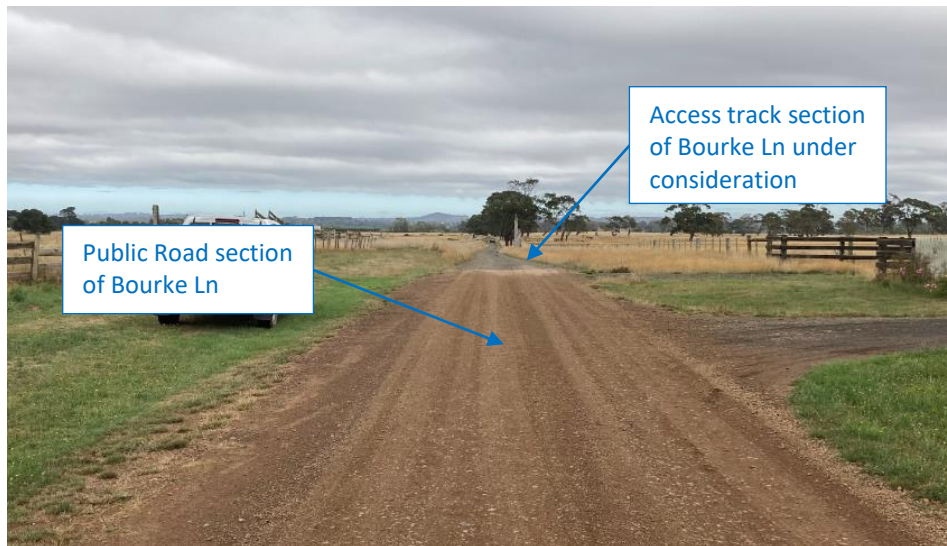 Access track section
of Bourke Ln under
consideration
Public Road section
of Bourke Ln